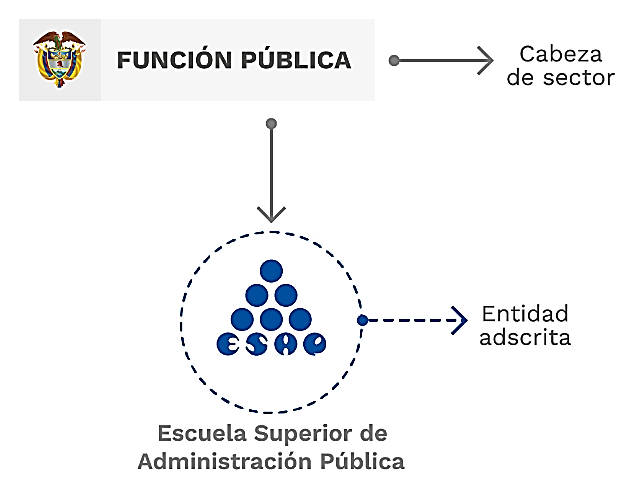 FUNCIÓN PÚBLICA
Cabeza
de sector
ESAP
Entidad
adscrita
Escuela Superior de
Administración Pública